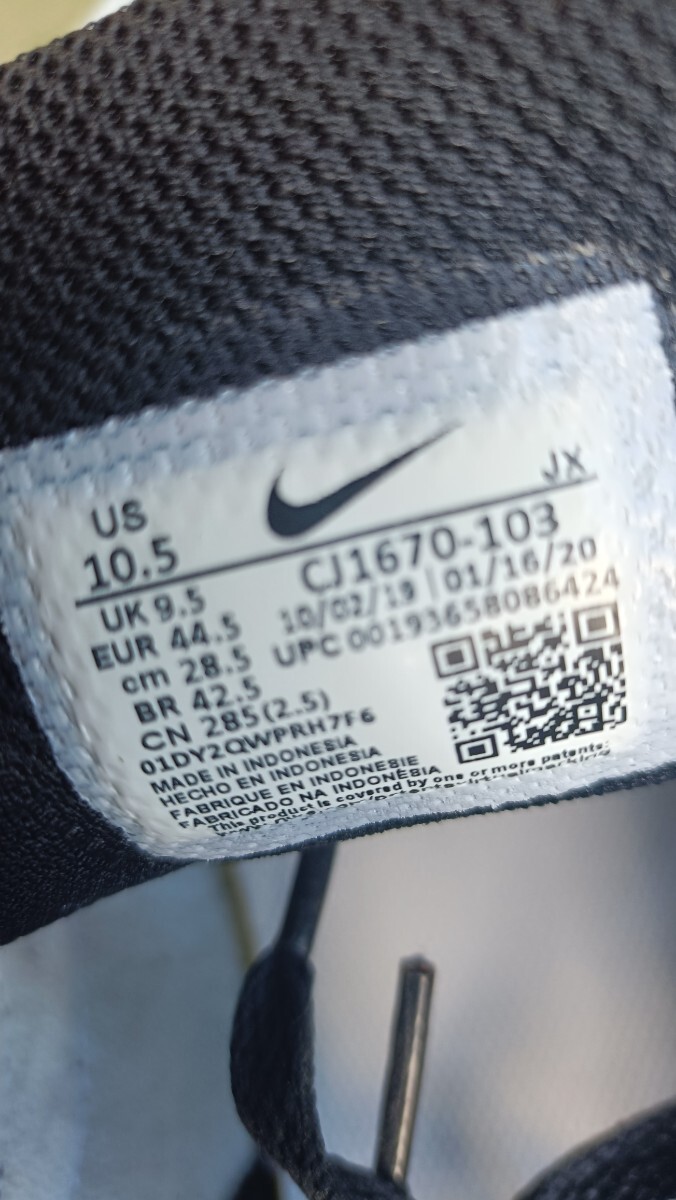 US
10.5
JX
UK 9.5
EUR 44.5
cm 28.5
BR 42.5
CN 285(2.5)
01DY2QWPRH7F6
CJ1670-103
10/02/19 | 01/16/20
UPC 00193658086424
MADE IN INDONESIA
HECHO EN INDONESIA
FABRIQUE EN INDONESIE
FABRICADO NA INDONÉSIA
This product is covered by one or more patents: